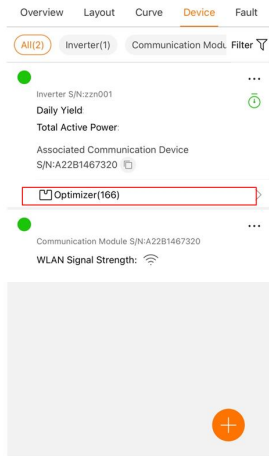 Overview Layout Curve Device Fault
All(2) Inverter(1) Communication Modu Filter
Inverter S/N:zzn001
Daily Yield:
Total Active Power:
Associated Communication Device
S/N:A22B1467320
Optimizer(166)
Communication Module S/N:A22B1467320
WLAN Signal Strength: